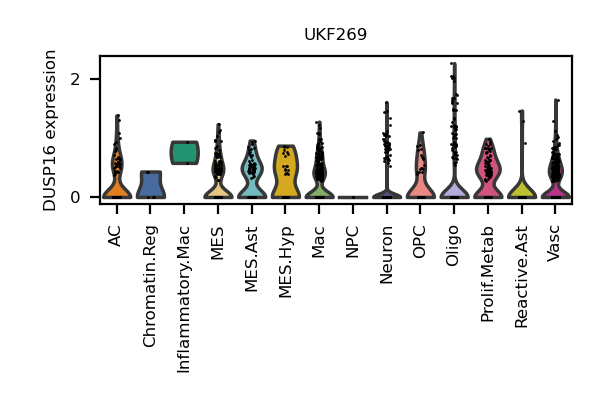 UKF269
DUSP16 expression
2
0
AC
Chromatin.Reg
Inflammatory.Mac
MES
MES.Ast
MES.Hyp
Mac
NPC
Neuron
OPC
Oligo
Prolif.Metab
Reactive.Ast
Vasc